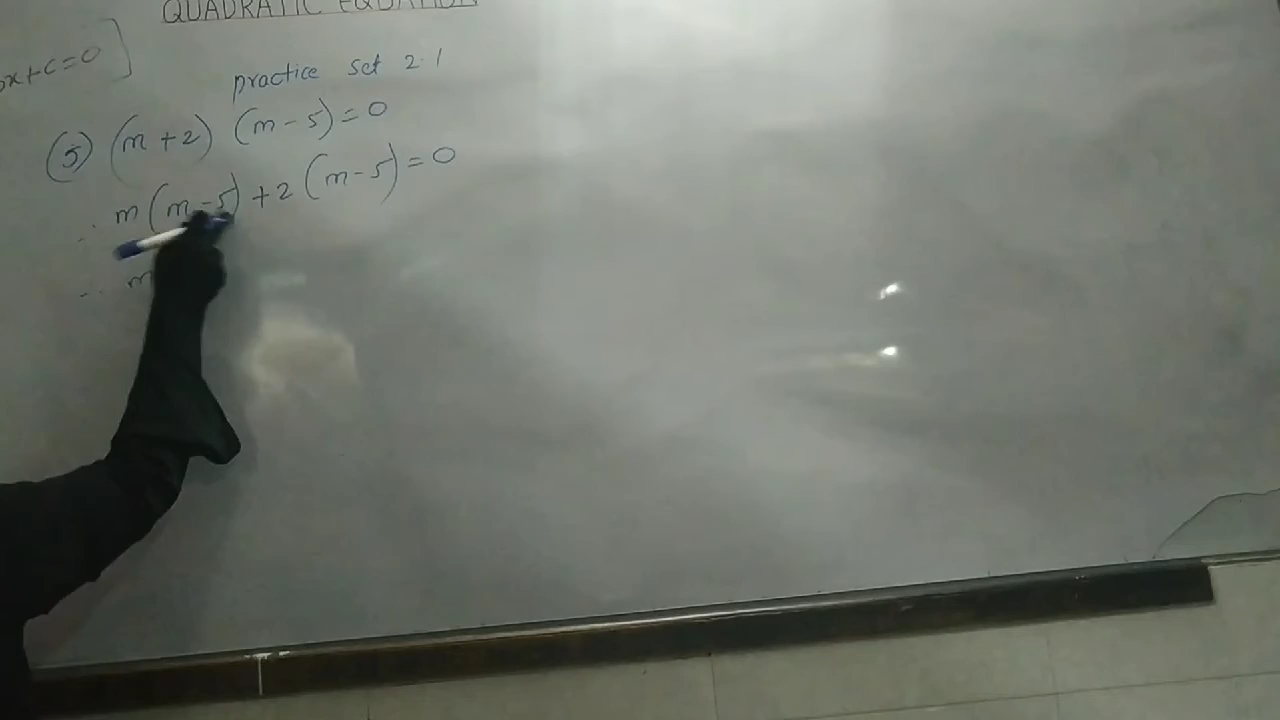 QUADRATIC EQUATION
x+c=0]
practice set 2.1
(5) (m+2) (m-5)=0
∴ m(m-5)+2(m-5)=0
∴ m